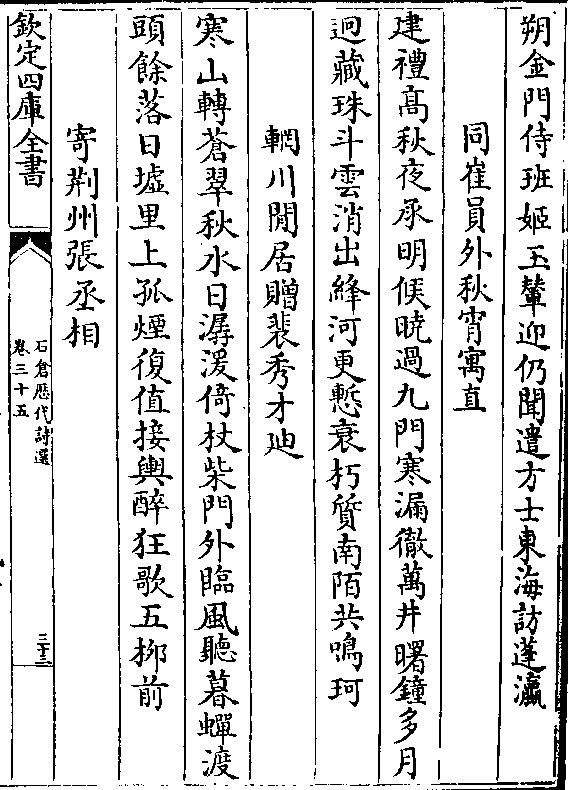 朔金門侍班姬玉輦迎仍聞遣方士東海訪蓬瀛
同崔員外秋宵寓直
建禮髙秋夜承明候曉過九門寒漏徹萬井曙鐘多月
迥藏珠斗雲消出絳河更慙衰朽質南陌共鳴珂
輞川閒居贈裴秀才廸
寒山轉蒼翠秋水日潺湲倚杖柴門外臨風聽暮蟬渡
頭餘落日墟里上孤煙復值接輿醉狂歌五桞前
寄荆州張丞相
欽定四庫全書
石倉歴代詩選
卷三十五
三十三